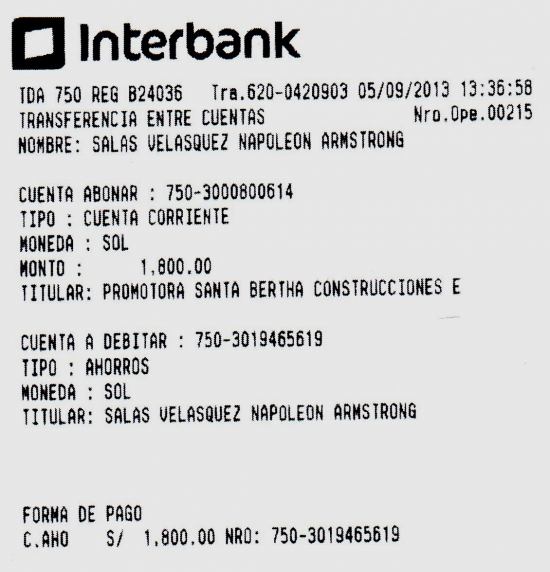 Interbank
TDA 750 REG B24036 Tra.620-0420903 05/09/2013 13:36:58
TRANSFERENCIA ENTRE CUENTAS Nro.Ope.00215
NOMBRE: SALAS VELASQUEZ NAPOLEON ARMSTRONG
CUENTA ABONAR : 750-3000800614
TIPO : CUENTA CORRIENTE
MONEDA : SOL
MONTO : 1,800.00
TITULAR: PROMOTORA SANTA BERTHA CONSTRUCCIONES E
CUENTA A DEBITAR : 750-3019465619
TIPO : AHORROS
MONEDA : SOL
TITULAR: SALAS VELASQUEZ NAPOLEON ARMSTRONG
FORMA DE PAGO
C.AHO S/ 1,800.00 NRO: 750-3019465619